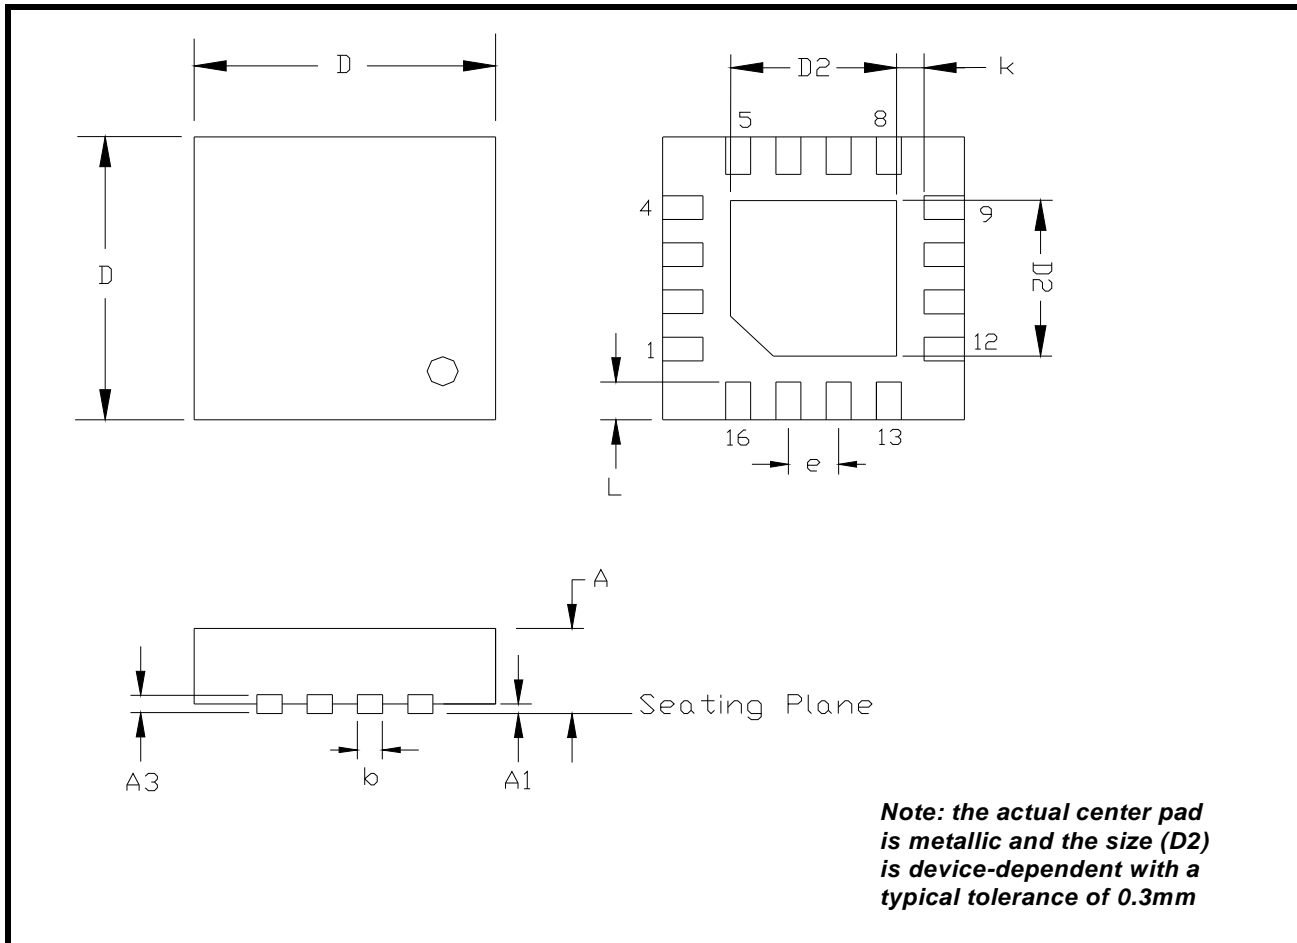 D
D2
k
5
8
D
4
9
D2
1
12
16
13
e
L
A
Seating Plane
A3
b
A1
Note: the actual center pad
is metallic and the size (D2)
is device-dependent with a
typical tolerance of 0.3mm